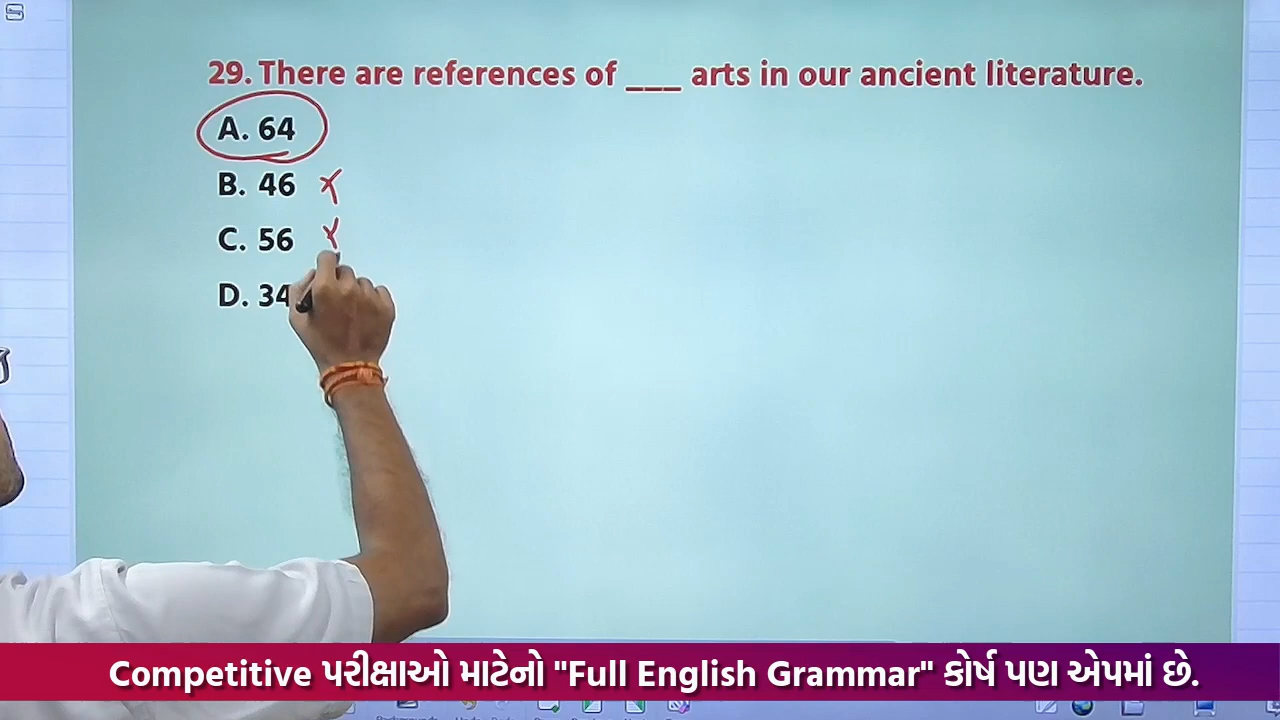 29. There are references of ___ arts in our ancient literature.
A. 64
B. 46
C. 56
D. 34
Competitive પરીક્ષાઓ માટેનો "Full English Grammar" કોર્ષ પણ એપમાં છે.